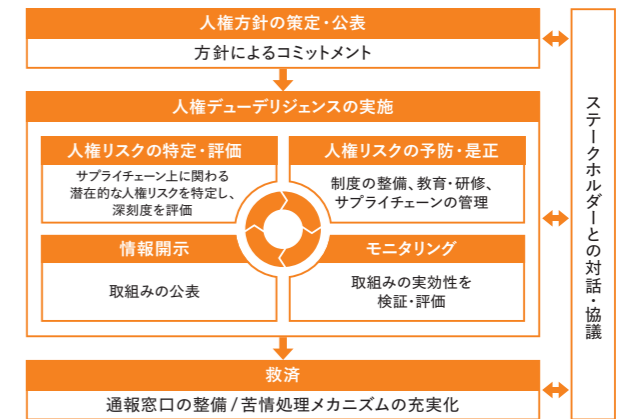 人権方針の策定・公表
方針によるコミットメント
人権デューデリジェンスの実施
人権リスクの特定・評価
サプライチェーン上に関わる
潜在的な人権リスクを特定し、
深刻度を評価
人権リスクの予防・是正
制度の整備、教育・研修、
サプライチェーンの管理
情報開示
取組みの公表
モニタリング
取組みの実効性を
検証・評価
救済
通報窓口の整備/苦情処理メカニズムの充実化
ステークホルダーとの対話・協議